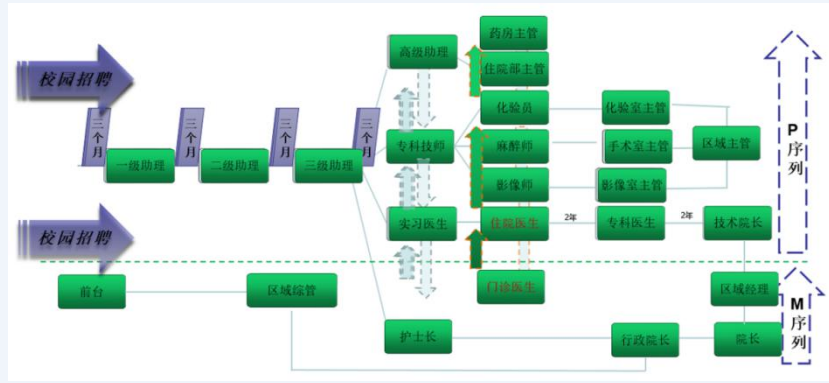 药房主管
高级助理
住院部主管
校园招聘
化验员
化验室主管
三个月
三个月
三个月
三个月
专科技师
麻醉师
手术室主管
区域主管
P序列
一级助理
二级助理
三级助理
影像师
影像室主管
校园招聘
实习医生
住院医生
2年
专科医生
2年
技术院长
前台
区域综管
门诊医生
区域经理
M序列
护士长
行政院长
院长